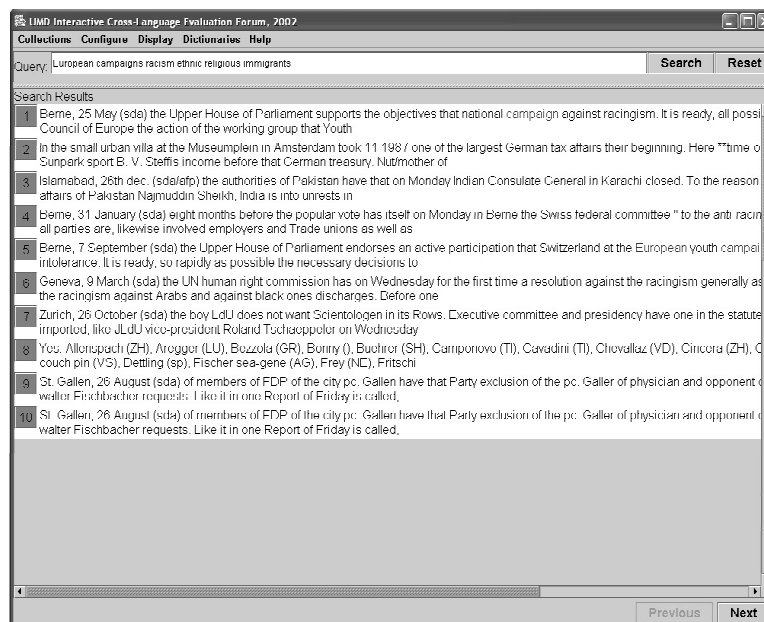 UMD Interactive Cross-Language Evaluation Forum, 2002
Collections Configure Display Dictionaries Help
Query: European campaigns racism ethnic religious immigrants Search Reset
Search Results
1 Berne, 25 May (sda) the Upper House of Parliament supports the objectives that national campaign against racingism. It is ready, all possi
Council of Europe the action of the working group that Youth
2 In the small urban villa at the Museumplein in Amsterdam took 11 1987 one of the largest German tax affairs their beginning. Here **time o
Sunpark sport B. V. Steffis income before that German treasury. Nut/mother of
3 Islamabad, 26th dec. (sda/afp) the authorities of Pakistan have that on Monday Indian Consulate General in Karachi closed. To the reason
affairs of Pakistan Najmuddin Sheikh, India is into unrests in
4 Berne, 31 January (sda) eight months before the popular vote has itself on Monday in Berne the Swiss federal committee " to the anti racin
all parties are, likewise involved employers and Trade unions as well as
5 Berne, 7 September (sda) the Upper House of Parliament endorses an active participation that Switzerland at the European youth campai
intolerance. It is ready, so rapidly as possible the necessary decisions to
6 Geneva, 9 March (sda) the UN human right commission has on Wednesday for the first time a resolution against the racingism generally as
the racingism against Arabs and against black ones discharges. Before one
7 Zurich, 26 October (sda) the boy LdU does not want Scientologen in its Rows. Executive committee and presidency have one in the statute
imported, like JLdU vice-president Roland Tschaeppeler on Wednesday
8 Yes. Allenspach (ZH), Aregger (LU), Bezzola (GR), Bonny (), Buehrer (SH), Camponovo (TI), Cavadini (TI), Chevallaz (VD), Cincera (ZH), C
couch pin (VS), Dettling (sp), Fischer sea-gene (AG), Frey (NE), Fritschi
9 St. Gallen, 26 August (sda) of members of FDP of the city pc. Gallen have that Party exclusion of the pc. Galler of physician and opponent o
walter Fischbacher requests. Like it in one Report of Friday is called,
10 St. Gallen, 26 August (sda) of members of FDP of the city pc. Gallen have that Party exclusion of the pc. Galler of physician and opponent o
walter Fischbacher requests. Like it in one Report of Friday is called,
Previous Next